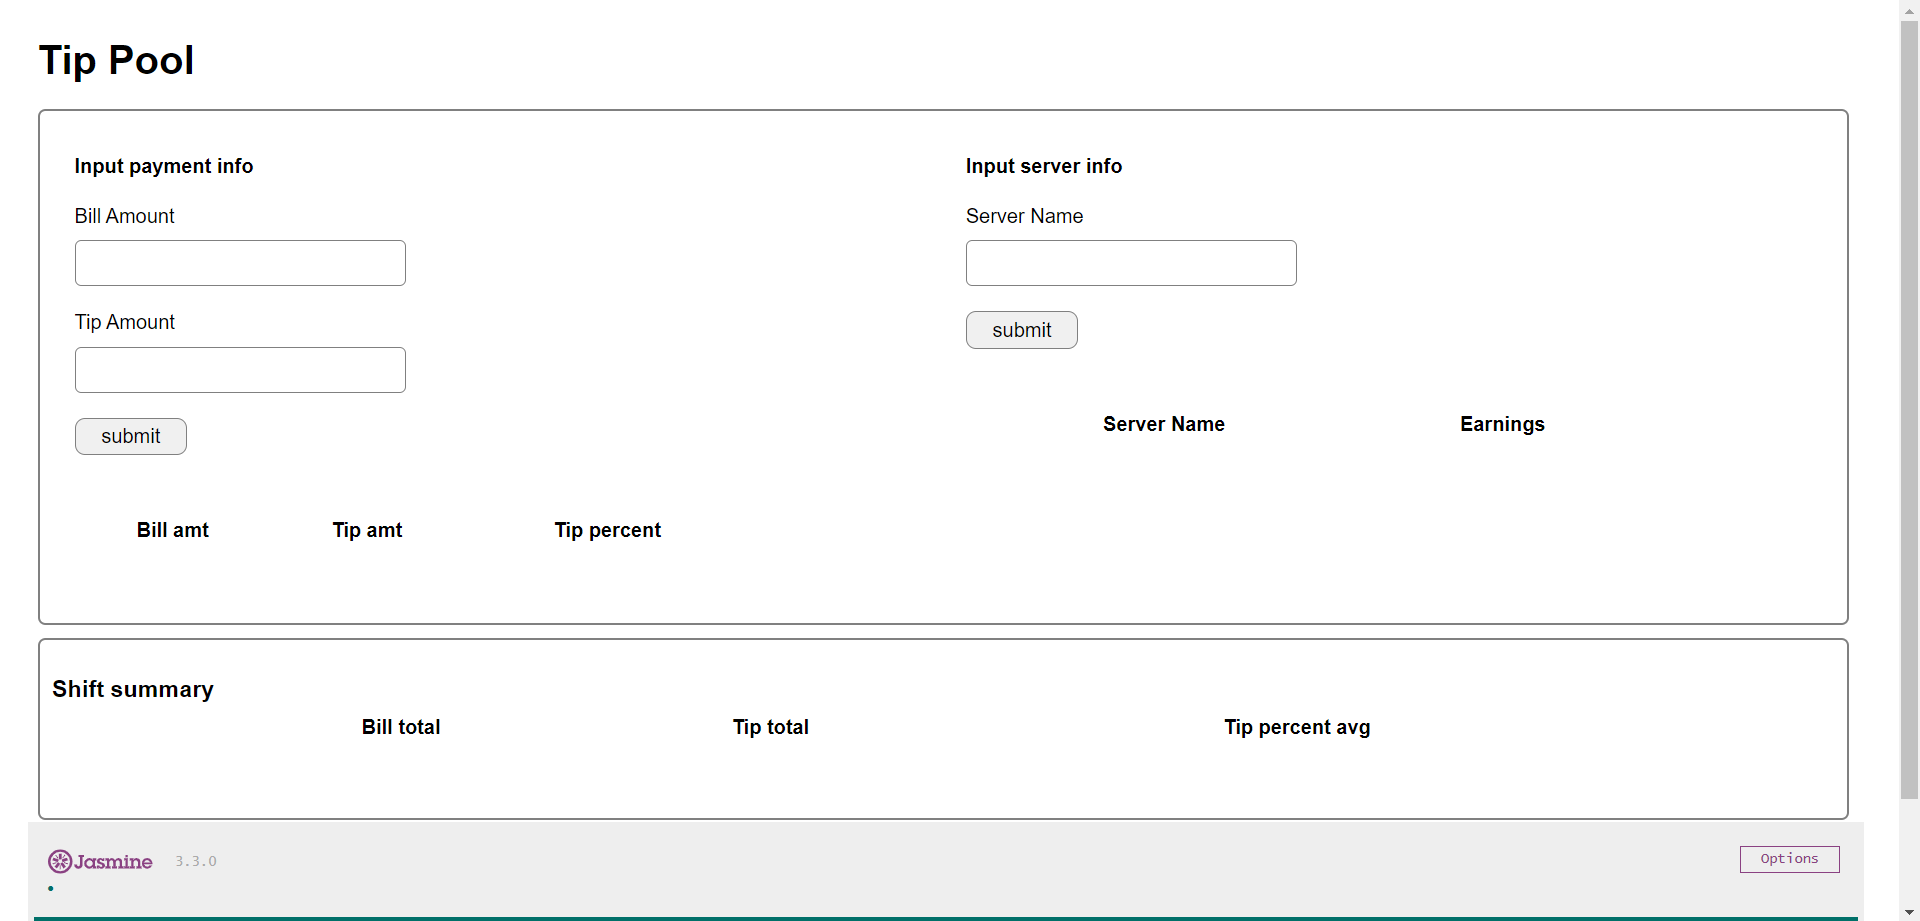 Tip Pool
Input payment info
Bill Amount
Tip Amount
submit
Bill amt Tip amt Tip percent
Input server info
Server Name
submit
Server Name Earnings
Shift summary
Bill total Tip total Tip percent avg
Jasmine 3.3.0
Options